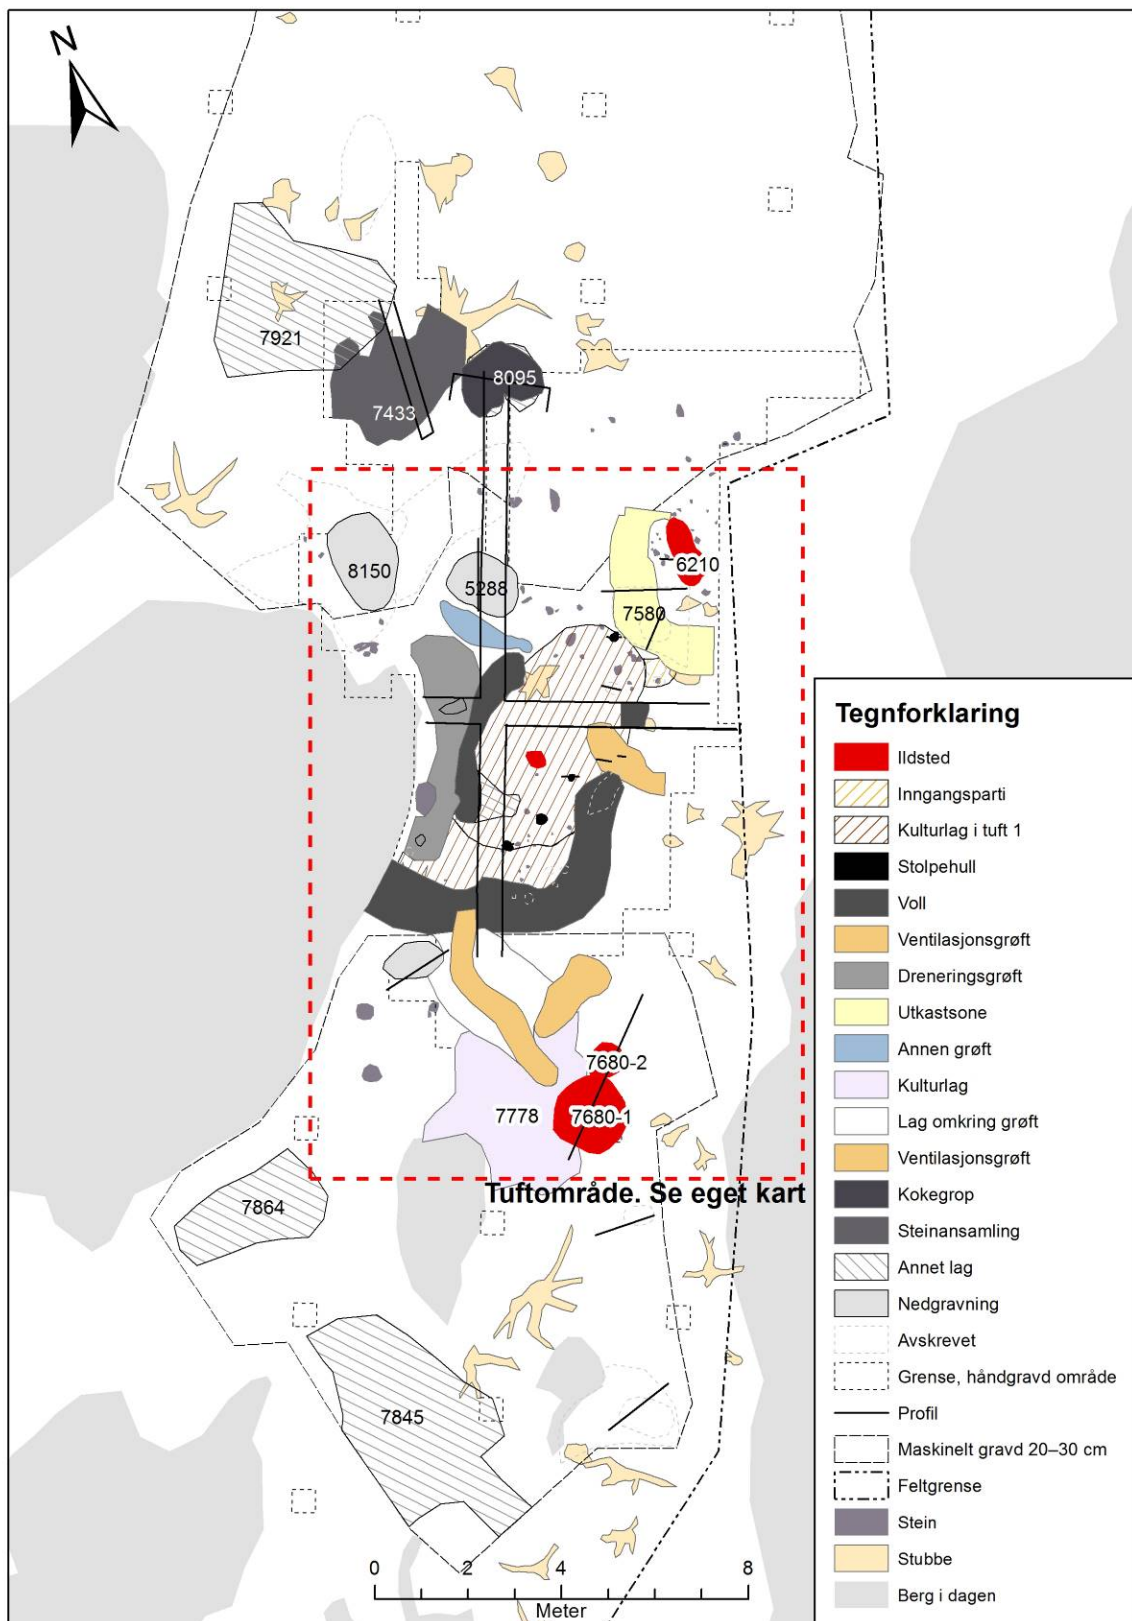 N
7921
8095
7433
8150
5288
6210
7580
7680-2
7778
7680-1
Tuftområde. Se eget kart
7864
7845
0 2 4 8
Meter
Tegnforklaring
Ildsted
Inngangsparti
Kulturlag i tuft 1
Stolpehull
Voll
Ventilasjonsgrøft
Dreneringsgrøft
Utkastsone
Annen grøft
Kulturlag
Lag omkring grøft
Ventilasjonsgrøft
Kokegrop
Steinansamling
Annet lag
Nedgravning
Avskrevet
Grense, håndgravd område
Profil
Maskinelt gravd 20–30 cm
Feltgrense
Stein
Stubbe
Berg i dagen